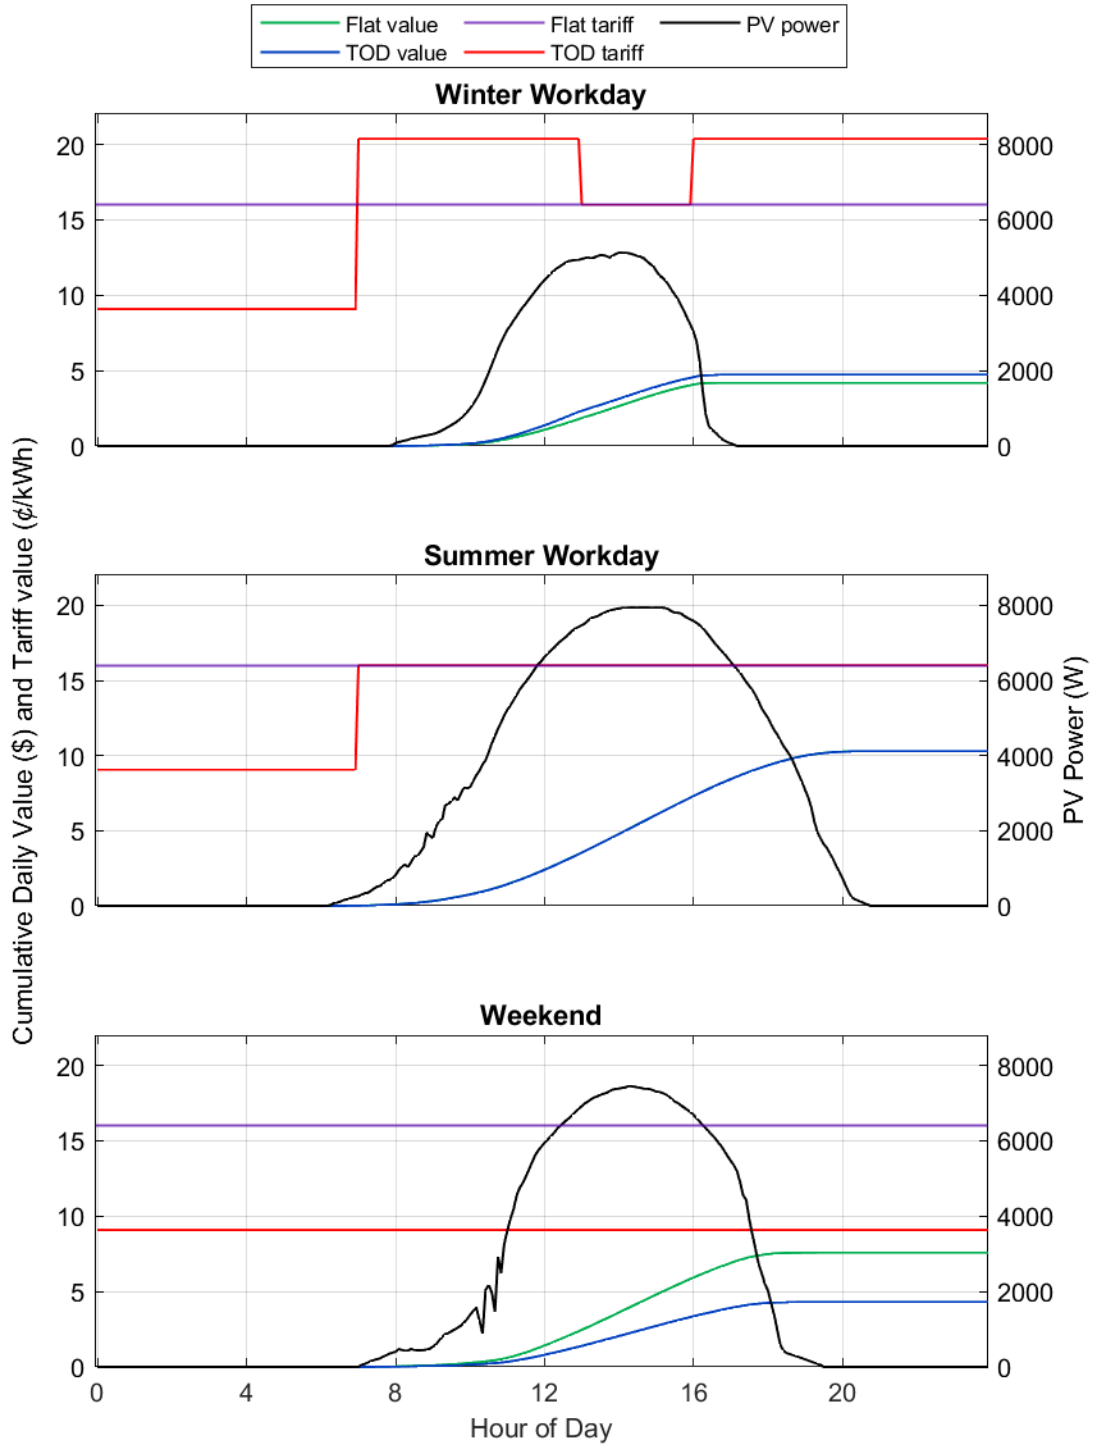 Flat value Flat tariff PV power
TOD value TOD tariff
Winter Workday
20 8000
15 6000
10 4000
5 2000
0 0
Summer Workday
20 8000
15 6000
10 4000
5 2000
0 0
Weekend
20 8000
15 6000
10 4000
5 2000
0 0
0 4 8 12 16 20
Hour of Day
Cumulative Daily Value ($) and Tariff value (¢/kWh)
PV Power (W)